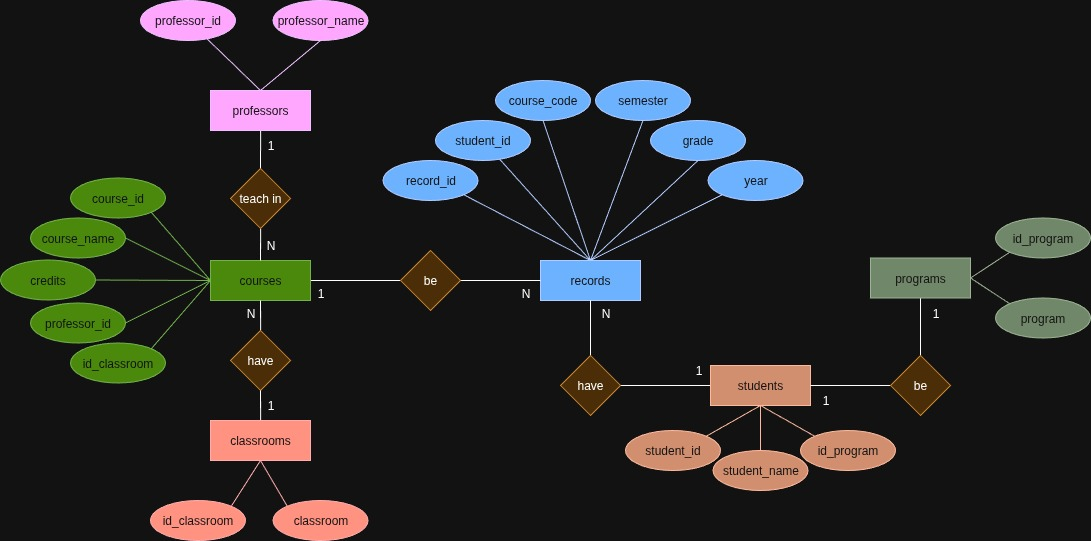 professor_id
professor_name
professors
1
teach in
N
course_id
course_name
credits
professor_id
id_classroom
courses
1
be
N
records
record_id
student_id
course_code
semester
grade
year
N
have
1
classrooms
id_classroom
classroom
N
have
1
students
student_id
student_name
id_program
1
be
1
programs
id_program
program